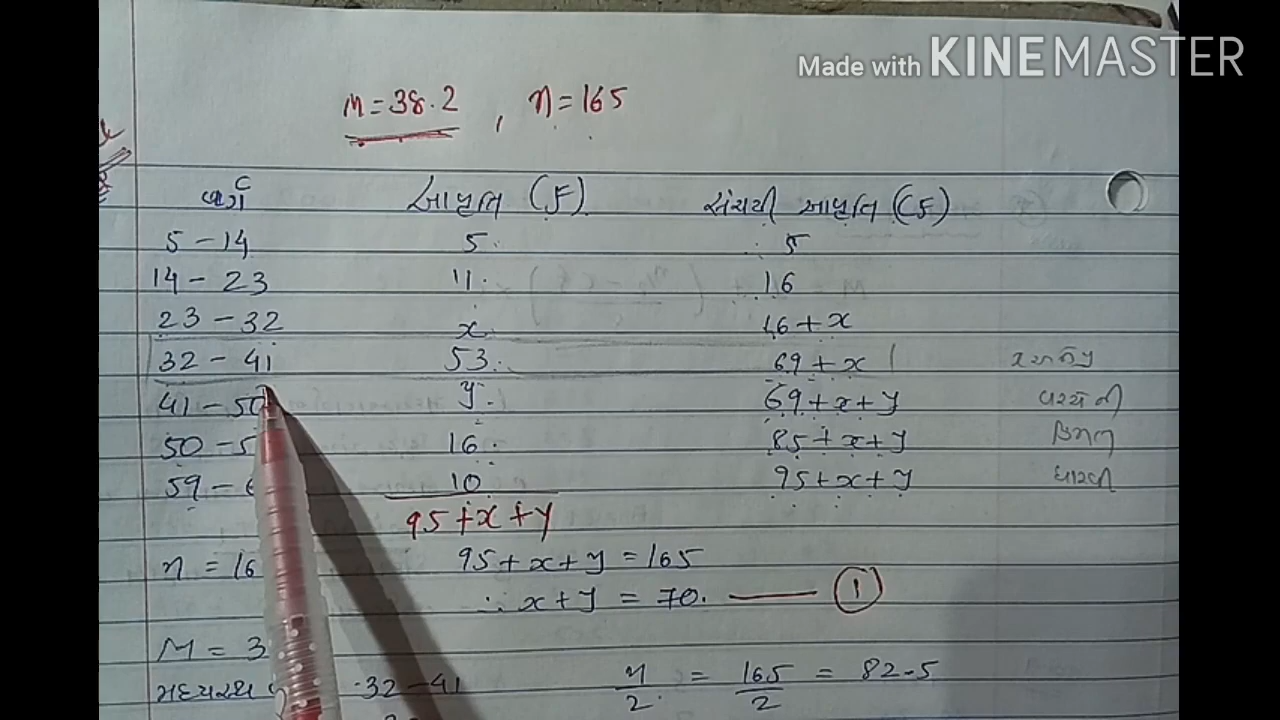 Made with KINEMASTER
M = 38.2 , n = 165
વર્ગ C આવૃત્તિ (F) સંચયી આવૃત્તિ (CF)
5 - 14 5 5
14 - 23 11 16
23 - 32 x 16 + x
32 - 41 53 69 + x
41 - 50 y 69 + x + y
50 - 5 16 85 + x + y
59 - 6 10 95 + x + y
95 + x + y
n = 16 95 + x + y = 165
∴ x + y = 70. —— ①
M = 3
32 - 41 n/2 = 165/2 = 82.5